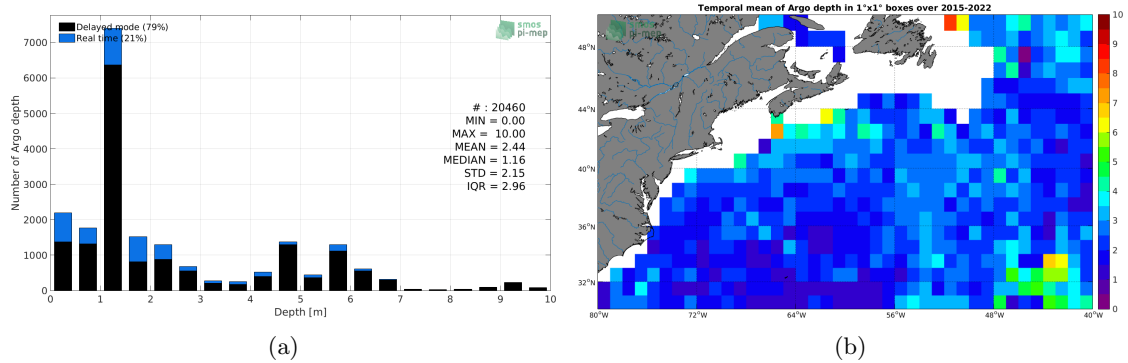 Delayed mode (79%)
Real time (21%)
smos
pi-mep
Number of Argo depth
7000
6000
5000
4000
3000
2000
1000
0
# : 20460
MIN = 0.00
MAX = 10.00
MEAN = 2.44
MEDIAN = 1.16
STD = 2.15
IQR = 2.96
0 1 2 3 4 5 6 7 8 9 10
Depth [m]
(a)
Temporal mean of Argo depth in 1°x1° boxes over 2015-2022
smos
pi-mep
48°N
44°N
40°N
36°N
32°N
80°W 72°W 64°W 56°W 48°W 40°W
10
9
8
7
6
5
4
3
2
1
0
(b)